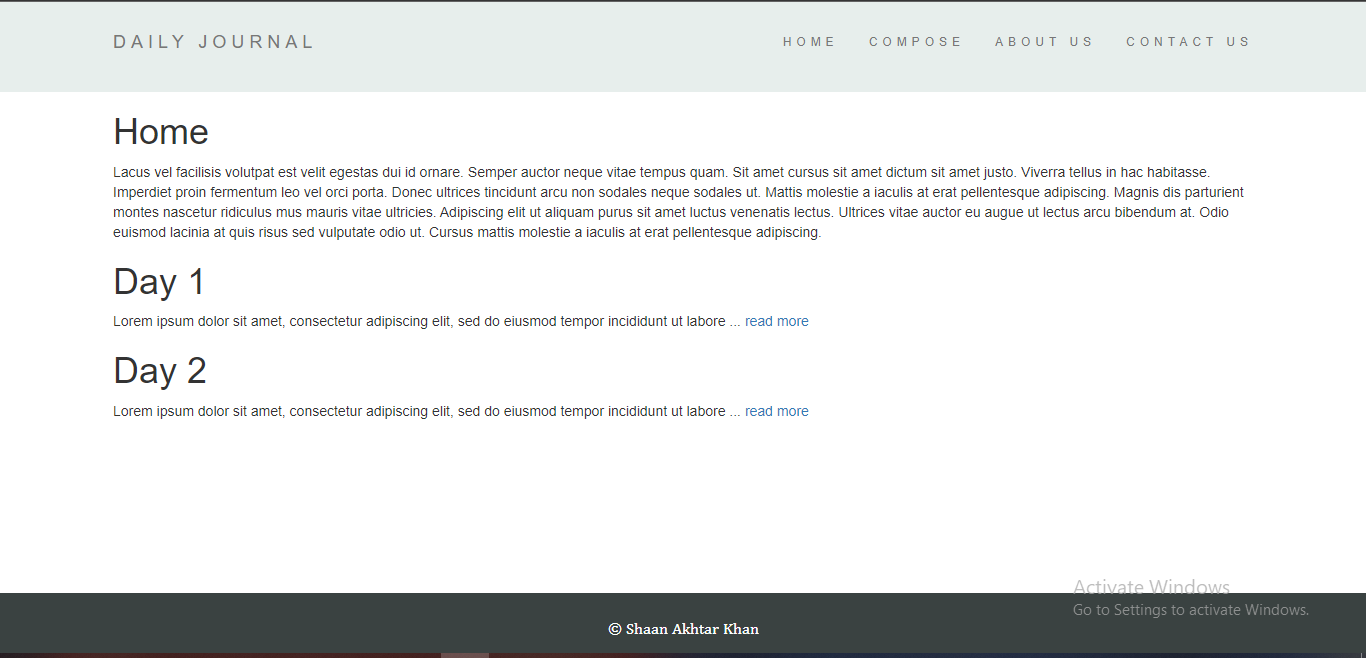 DAILY JOURNAL
HOME COMPOSE ABOUT US CONTACT US
Home
Lacus vel facilisis volutpat est velit egestas dui id ornare. Semper auctor neque vitae tempus quam. Sit amet cursus sit amet dictum sit amet justo. Viverra tellus in hac habitasse.
Imperdiet proin fermentum leo vel orci porta. Donec ultrices tincidunt arcu non sodales neque sodales ut. Mattis molestie a iaculis at erat pellentesque adipiscing. Magnis dis parturient
montes nascetur ridiculus mus mauris vitae ultricies. Adipiscing elit ut aliquam purus sit amet luctus venenatis lectus. Ultrices vitae auctor eu augue ut lectus arcu bibendum at. Odio
euismod lacinia at quis risus sed vulputate odio ut. Cursus mattis molestie a iaculis at erat pellentesque adipiscing.
Day 1
Lorem ipsum dolor sit amet, consectetur adipiscing elit, sed do eiusmod tempor incididunt ut labore ... read more
Day 2
Lorem ipsum dolor sit amet, consectetur adipiscing elit, sed do eiusmod tempor incididunt ut labore ... read more
Activate Windows
Go to Settings to activate Windows.
© Shaan Akhtar Khan